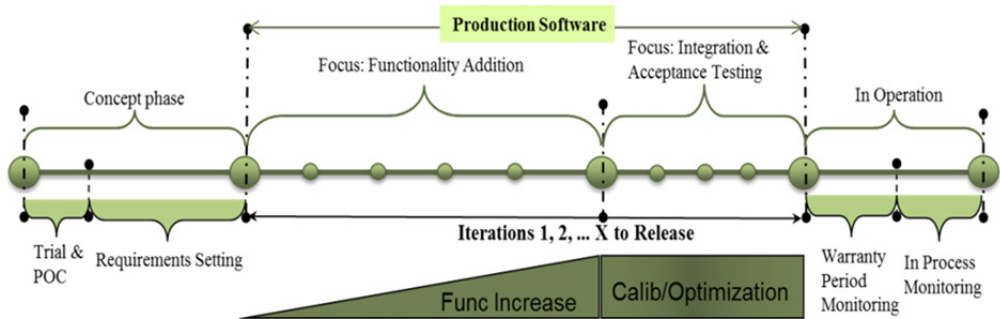 Production Software
Focus: Functionality Addition
Focus: Integration &
Acceptance Testing
Concept phase
In Operation
Iterations 1, 2, ... X to Release
Trial &
POC
Requirements Setting
Warranty
Period
Monitoring
In Process
Monitoring
Func Increase
Calib/Optimization